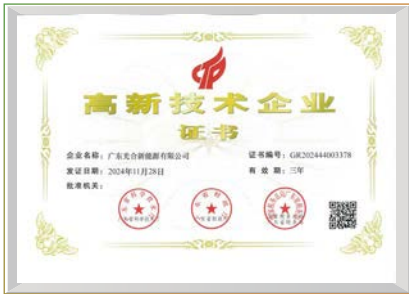 高新技术企业
证书
企业名称：广东光合新能源有限公司
证书编号：GR202444003378
发证日期：2024年11月28日
有效期：三年
批准机关：